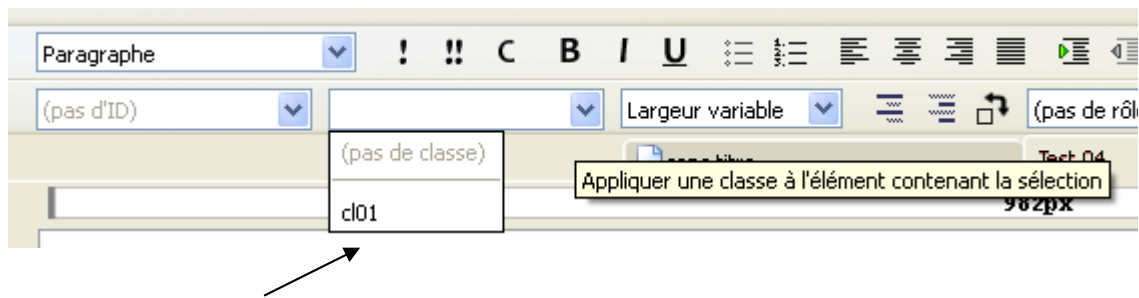 Paragraphe ! !! C B I U
(pas d'ID) Largeur variable (pas de rôl
(pas de classe) Test 04
Appliquer une classe à l'élément contenant la sélection
cl01 982px